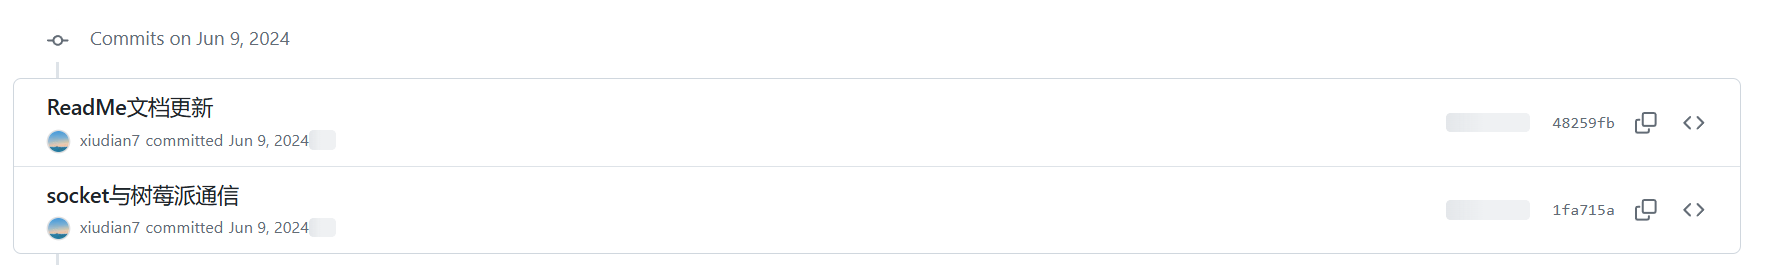 Commits on Jun 9, 2024
ReadMe文档更新
xiudian7 committed Jun 9, 2024
48259fb
socket与树莓派通信
xiudian7 committed Jun 9, 2024
1fa715a